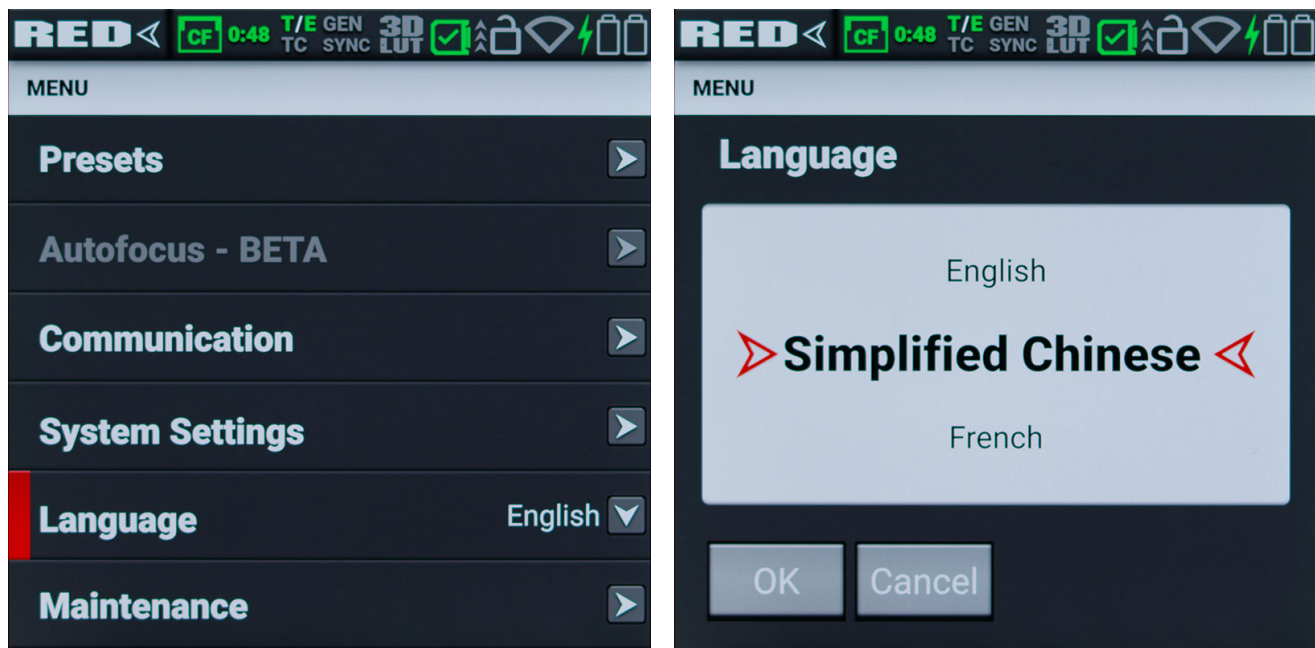 RED
CF
0:48
T/E
TC
GEN
SYNC
3D
LUT
MENU
Presets
Autofocus - BETA
Communication
System Settings
Language
English
Maintenance
RED
CF
0:48
T/E
TC
GEN
SYNC
3D
LUT
MENU
Language
English
Simplified Chinese
French
OK
Cancel